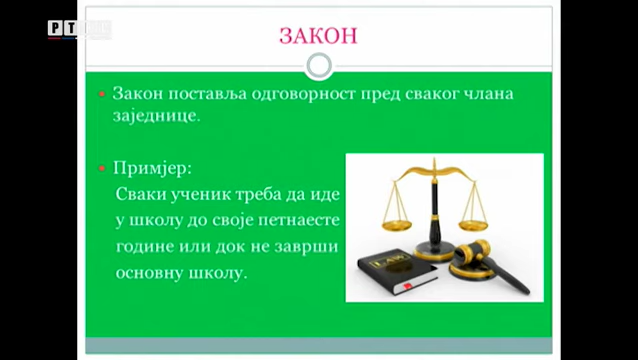 ЗАКОН
Закон поставља одговорност пред сваког члана
заједнице.
Примјер:
Сваки ученик треба да иде
у школу до своје петнаесте
године или док не заврши
основну школу.
LAW